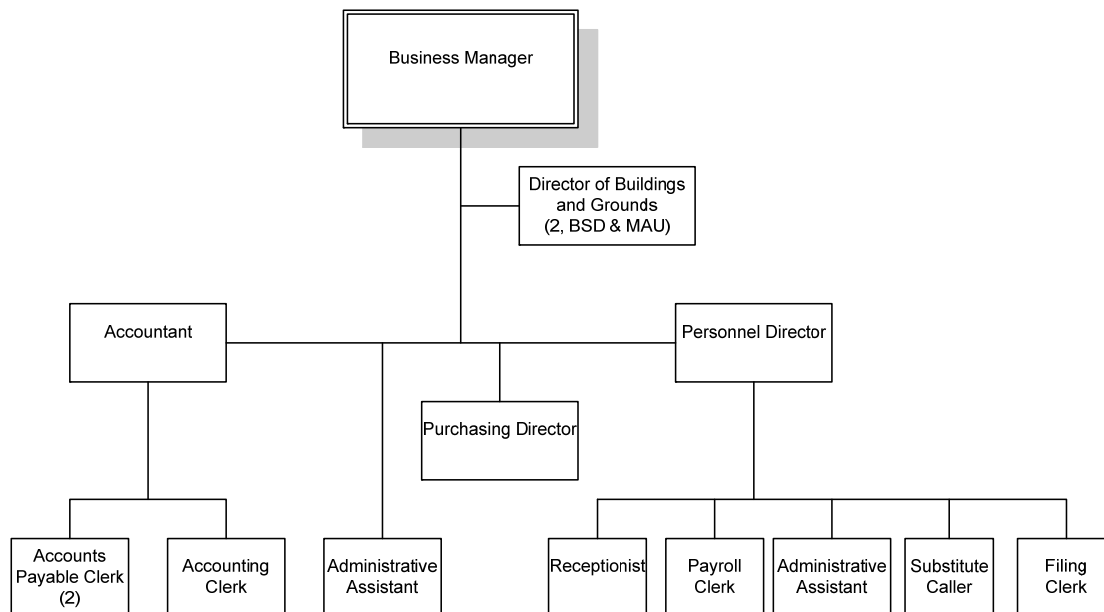 Business Manager
Director of Buildings
and Grounds
(2, BSD & MAU)
Accountant
Personnel Director
Purchasing Director
Accounts
Payable Clerk
(2)
Accounting
Clerk
Administrative
Assistant
Receptionist
Payroll
Clerk
Administrative
Assistant
Substitute
Caller
Filing
Clerk